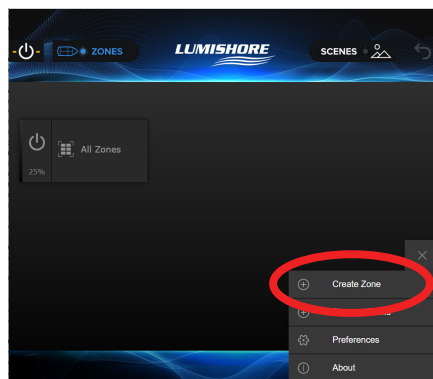 ZONES
LUMISHORE
SCENES
All Zones
25%
Create Zone
Preferences
About